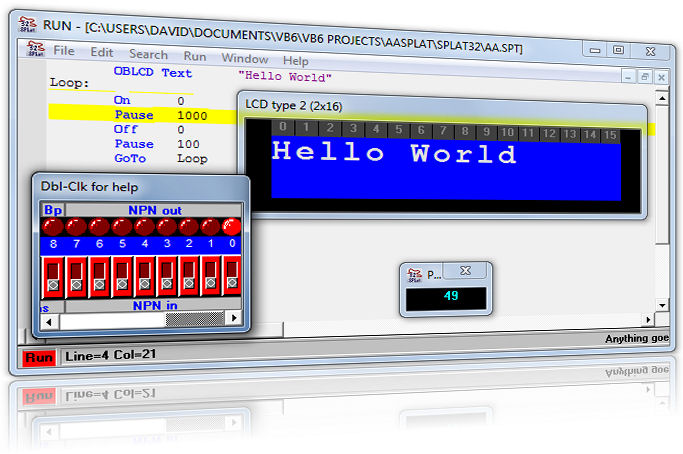 RUN - [C:\USERS\DAVID\DOCUMENTS\VB6\VB6 PROJECTS\AASPLAT\SPLAT32\AA.SPT]
File Edit Search Run Window Help
OBLCD Text "Hello World"
Loop:
On 0
Pause 1000
Off 0
Pause 100
GoTo Loop
LCD type 2 (2x16)
0 1 2 3 4 5 6 7 8 9 10 11 12 13 14 15
Hello World
Dbl-Clk for help
Bp NPN out
8 7 6 5 4 3 2 1 0
NPN in
P...
49
Run Line=4 Col=21
Anything goe